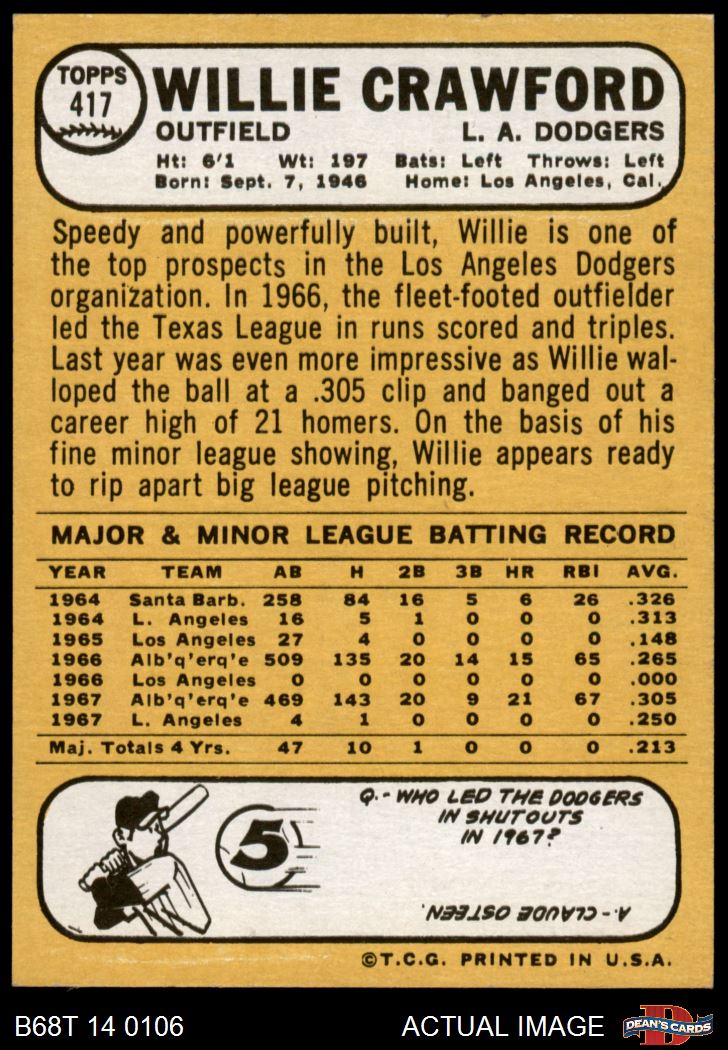 TOPPS
417
WILLIE CRAWFORD
OUTFIELD L. A. DODGERS
Ht: 6'1 Wt: 197 Bats: Left Throws: Left
Born: Sept. 7, 1946 Home: Los Angeles, Cal.
Speedy and powerfully built, Willie is one of
the top prospects in the Los Angeles Dodgers
organization. In 1966, the fleet-footed outfielder
led the Texas League in runs scored and triples.
Last year was even more impressive as Willie wal-
loped the ball at a .305 clip and banged out a
career high of 21 homers. On the basis of his
fine minor league showing, Willie appears ready
to rip apart big league pitching.
MAJOR & MINOR LEAGUE BATTING RECORD
YEAR TEAM AB H 2B 3B HR RBI AVG.
1964 Santa Barb. 258 84 16 5 6 26 .326
1964 L. Angeles 16 5 1 0 0 0 .313
1965 Los Angeles 27 4 0 0 0 0 .148
1966 Alb'q'erq'e 509 135 20 14 15 65 .265
1966 Los Angeles 0 0 0 0 0 0 .000
1967 Alb'q'erq'e 469 143 20 9 21 67 .305
1967 L. Angeles 4 1 0 0 0 0 .250
Maj. Totals 4 Yrs. 47 10 1 0 0 0 .213
5
Q.- WHO LED THE DODGERS
IN SHUTOUTS
IN 1967?
A.- CLAUDE OSTEEN.
©T.C.G. PRINTED IN U.S.A.
B68T 14 0106 ACTUAL IMAGE
D
DEAN'S CARDS